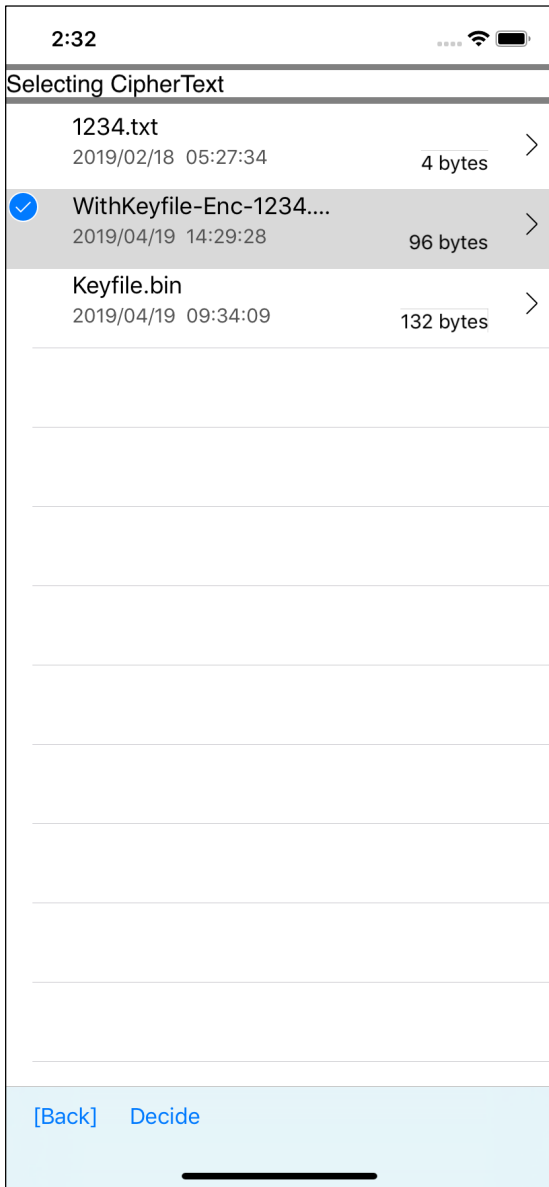 2:32
Selecting CipherText
1234.txt
2019/02/18 05:27:34
4 bytes
WithKeyfile-Enc-1234....
2019/04/19 14:29:28
96 bytes
Keyfile.bin
2019/04/19 09:34:09
132 bytes
[Back] Decide